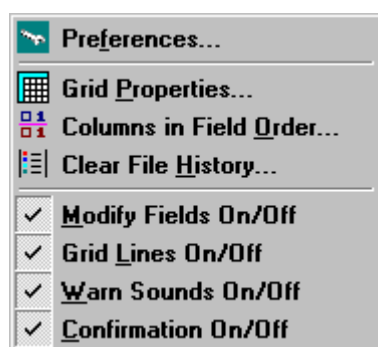 Preferences...
Grid Properties...
Columns in Field Order...
Clear File History...
Modify Fields On/Off
Grid Lines On/Off
Warn Sounds On/Off
Confirmation On/Off